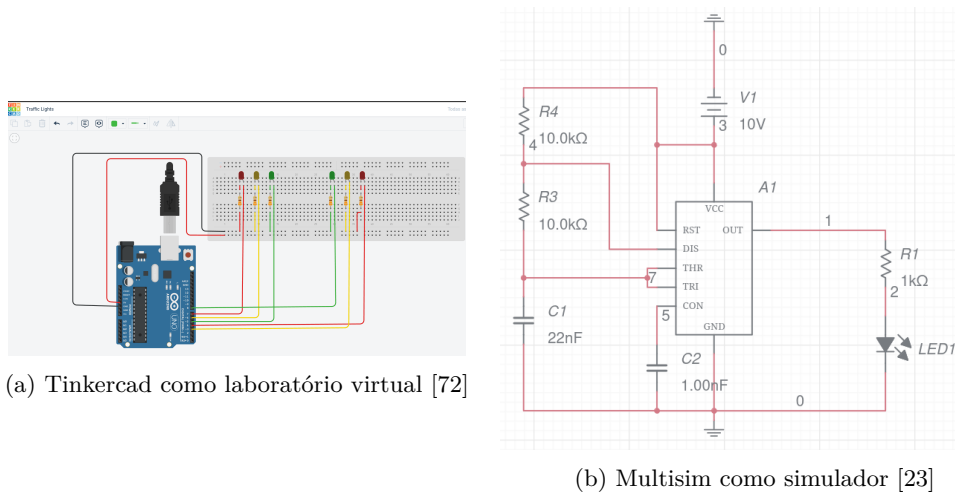 Traffic Lights
UNO
ARDUINO
(a) Tinkercad como laboratório virtual [72]
0
V1
3
10V
R4
10.0kΩ
4
R3
10.0kΩ
A1
VCC
RST
OUT
DIS
THR
TRI
CON
GND
7
5
1
R1
1kΩ
2
LED1
C1
22nF
C2
1.00nF
0
(b) Multisim como simulador [23]